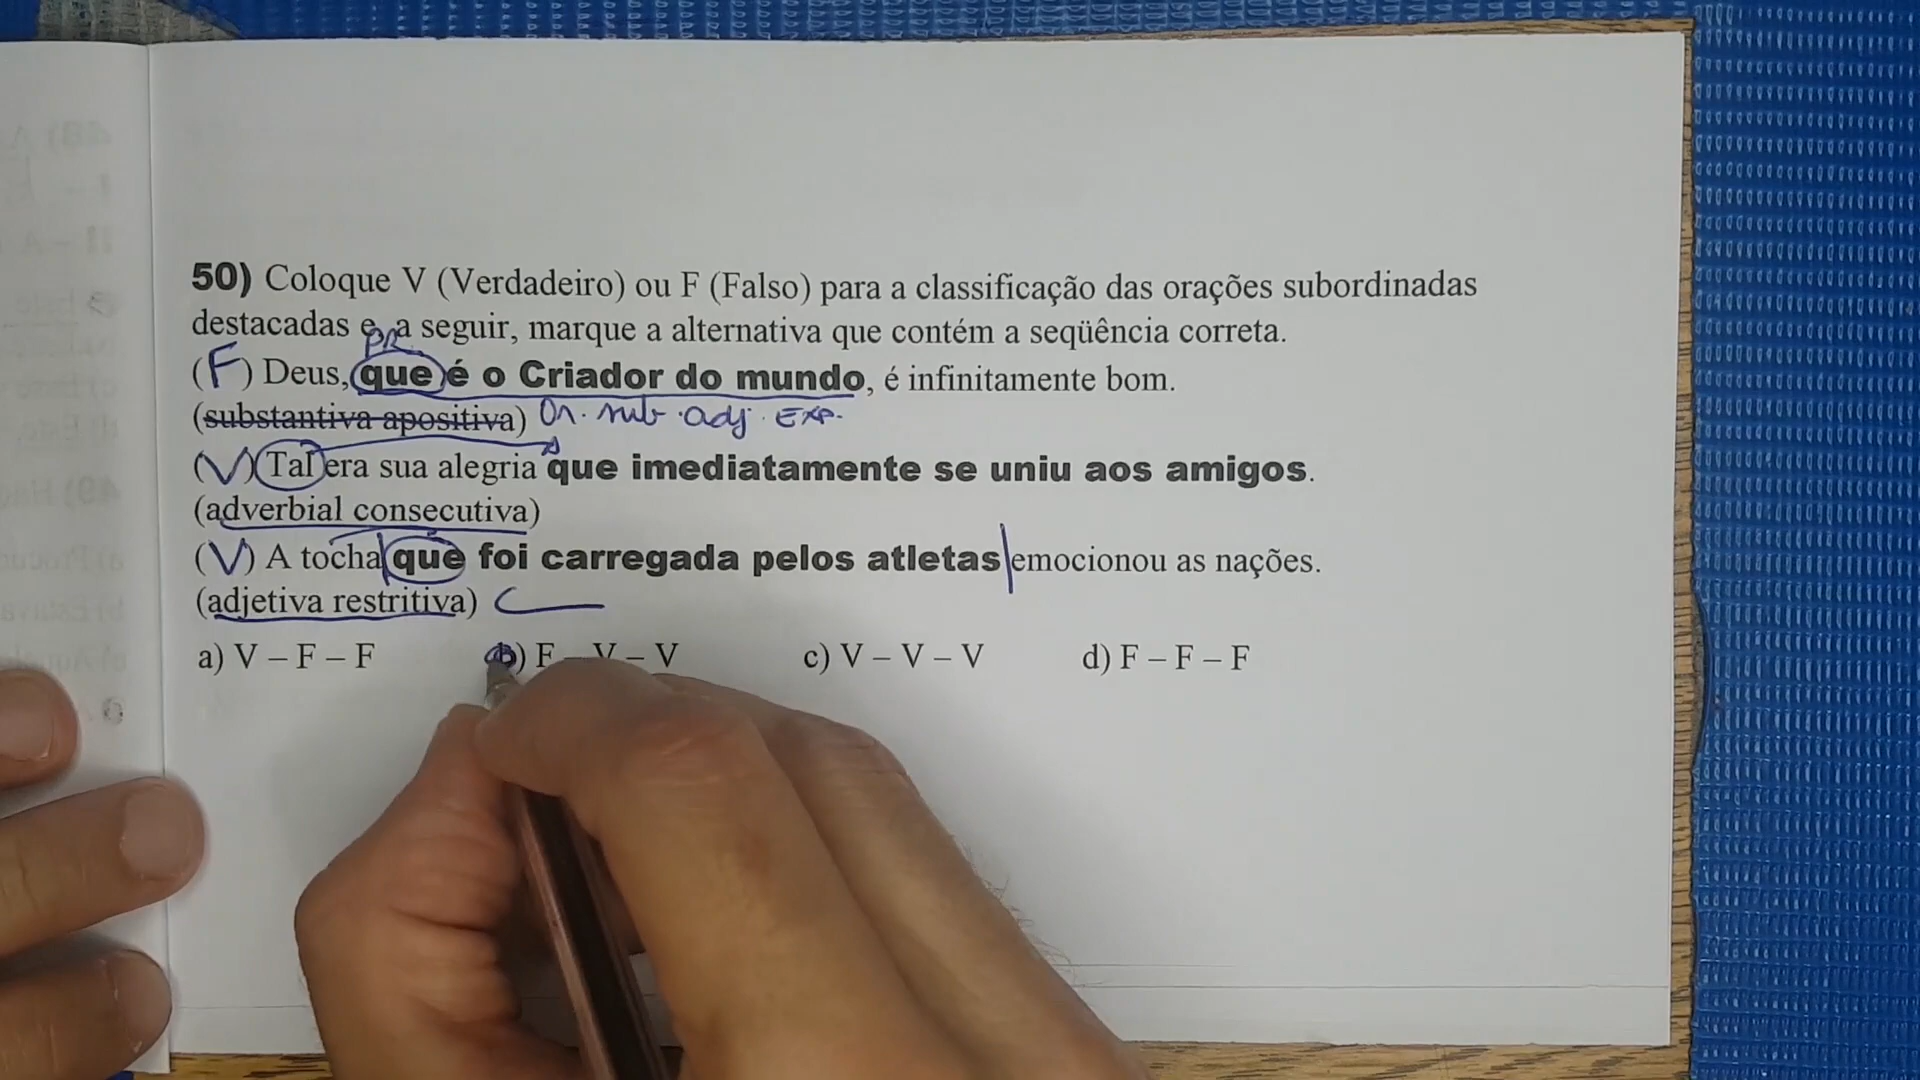 50) Coloque V (Verdadeiro) ou F (Falso) para a classificação das orações subordinadas
destacadas e, a seguir, marque a alternativa que contém a seqüência correta.
PR
(F) Deus, que é o Criador do mundo, é infinitamente bom.
(substantiva apositiva) Or. sub. adj. Exp.
(V) Tal era sua alegria que imediatamente se uniu aos amigos.
(adverbial consecutiva)
(V) A tocha que foi carregada pelos atletas emocionou as nações.
(adjetiva restritiva)
a) V – F – F b) F – V – V c) V – V – V d) F – F – F